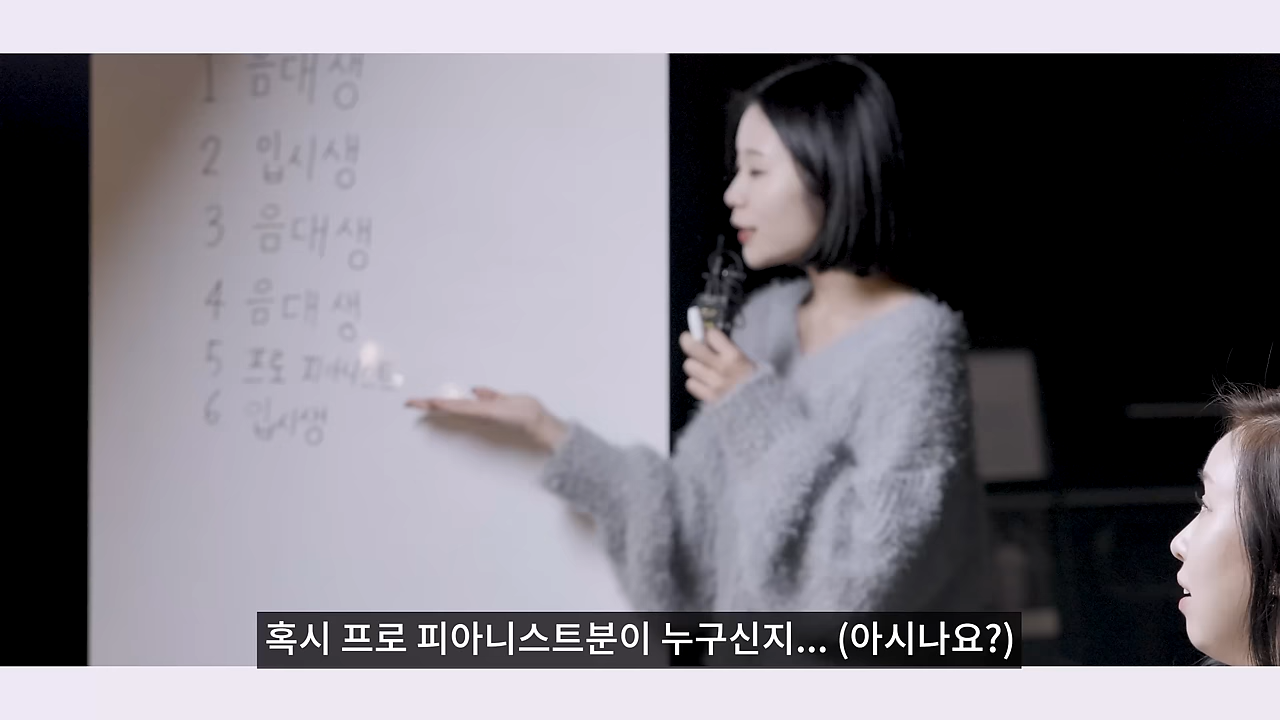 1 음대생
2 입시생
3 음대생
4 음대생
5 프로 피아니스트
6 입시생
혹시 프로 피아니스트분이 누구신지... (아시나요?)